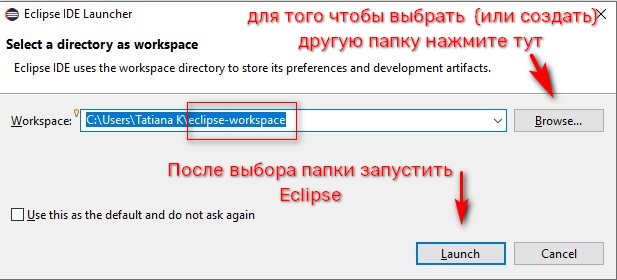 Eclipse IDE Launcher
для того чтобы выбрать (или создать)
другую папку нажмите тут
Select a directory as workspace
Eclipse IDE uses the workspace directory to store its preferences and development artifacts.
Workspace: C:\Users\Tatiana K\eclipse-workspace Browse...
После выбора папки запустить
Eclipse
Use this as the default and do not ask again
Launch Cancel